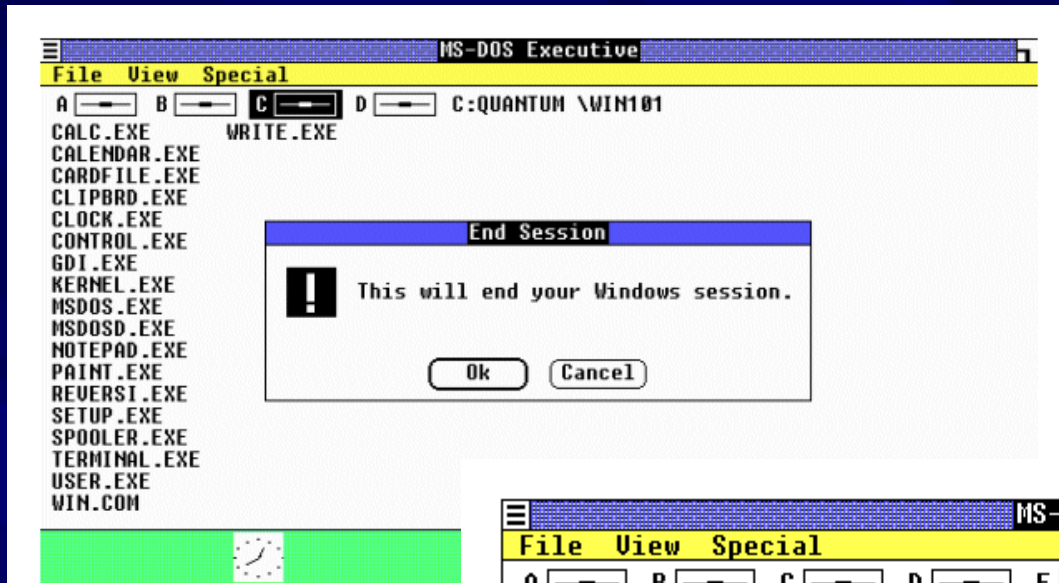 MS-DOS Executive
File View Special
A B C D C:QUANTUM \WIN101
CALC.EXE WRITE.EXE
CALENDAR.EXE
CARDFILE.EXE
CLIPBRD.EXE
CLOCK.EXE
CONTROL.EXE
GDI.EXE
KERNEL.EXE
MSDOS.EXE
MSDOSD.EXE
NOTEPAD.EXE
PAINT.EXE
REVERSI.EXE
SETUP.EXE
SPOOLER.EXE
TERMINAL.EXE
USER.EXE
WIN.COM
End Session
! This will end your Windows session.
Ok Cancel
MS-
File View Special
A B C D E